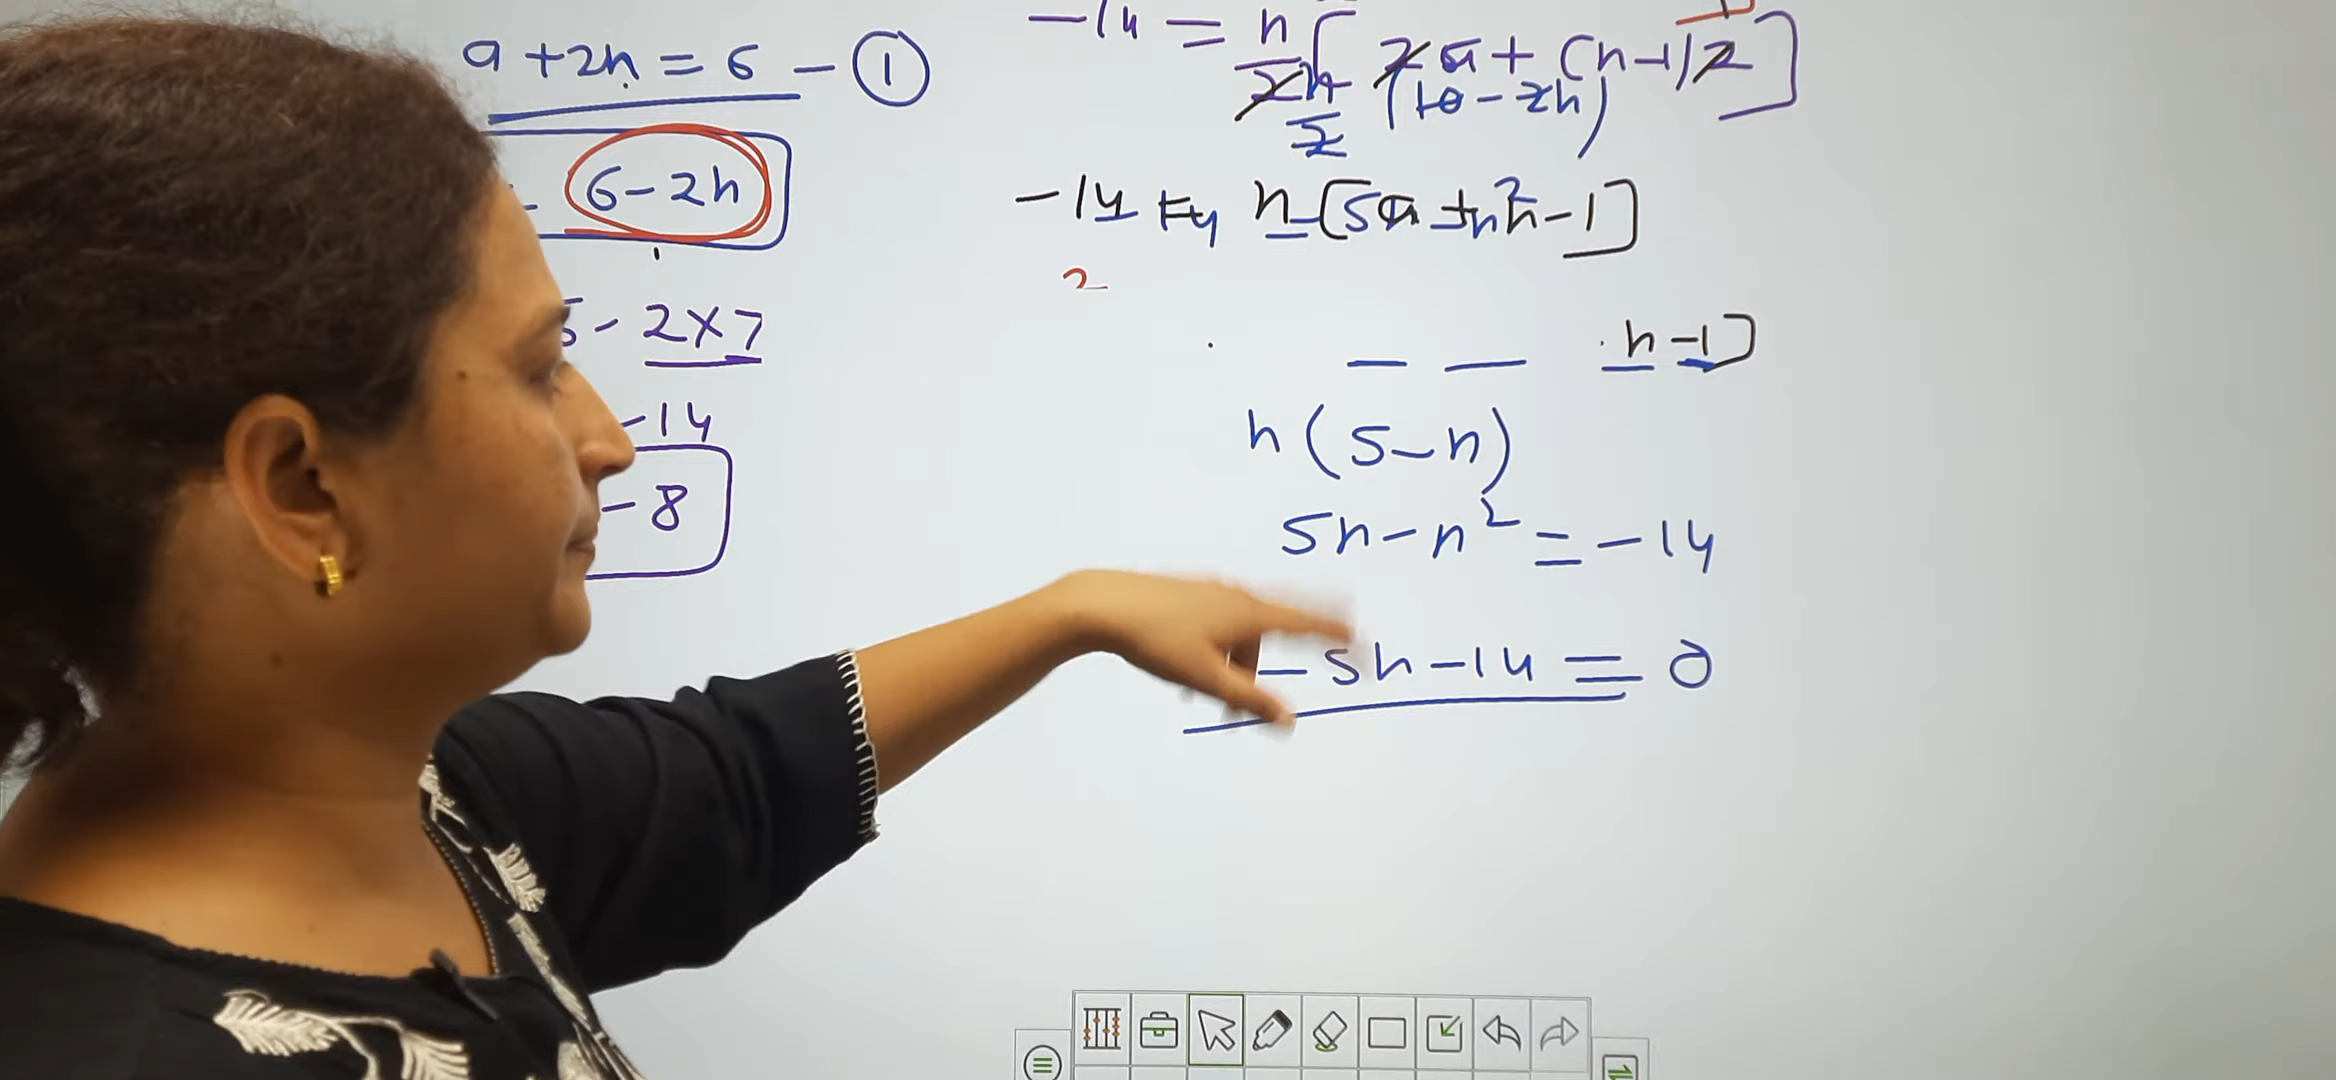 a + 2n = 6 - ①
6 - 2n
- 2 × 7
- 14
- 8
-14 = n/2 [2a + (n-1)2]
n/2 (10 - 2n)
-14 = n [5 n - 1]
2
n - 1]
n (5 - n)
5n - n² = -14
- 5n - 14 = 0